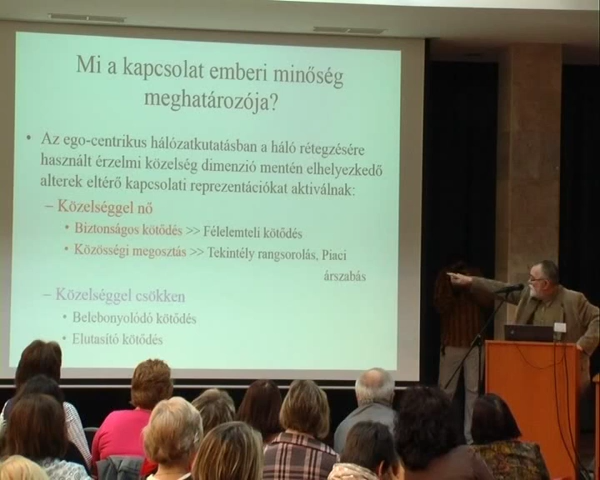 Mi a kapcsolat emberi minőség
meghatározója?
• Az ego-centrikus hálózatkutatásban a háló rétegzésére
használt érzelmi közelség dimenzió mentén elhelyezkedő
alterek eltérő kapcsolati reprezentációkat aktiválnak:
– Közelséggel nő
• Biztonságos kötődés >> Félelemteli kötődés
• Közösségi megosztás >> Tekintély rangsorolás, Piaci
árszabás
– Közelséggel csökken
• Belebonyolódó kötődés
• Elutasító kötődés